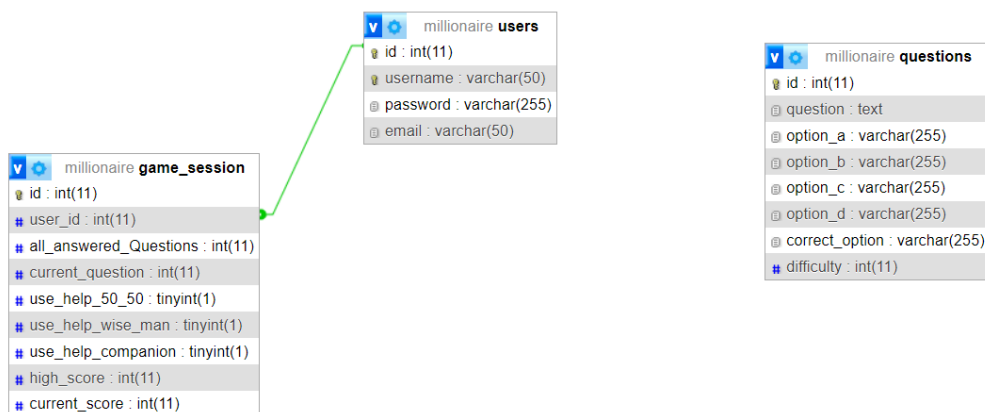 millionaire users
id : int(11)
username : varchar(50)
password : varchar(255)
email : varchar(50)
millionaire questions
id : int(11)
question : text
option_a : varchar(255)
option_b : varchar(255)
option_c : varchar(255)
option_d : varchar(255)
correct_option : varchar(255)
difficulty : int(11)
millionaire game_session
id : int(11)
user_id : int(11)
all_answered_Questions : int(11)
current_question : int(11)
use_help_50_50 : tinyint(1)
use_help_wise_man : tinyint(1)
use_help_companion : tinyint(1)
high_score : int(11)
current_score : int(11)